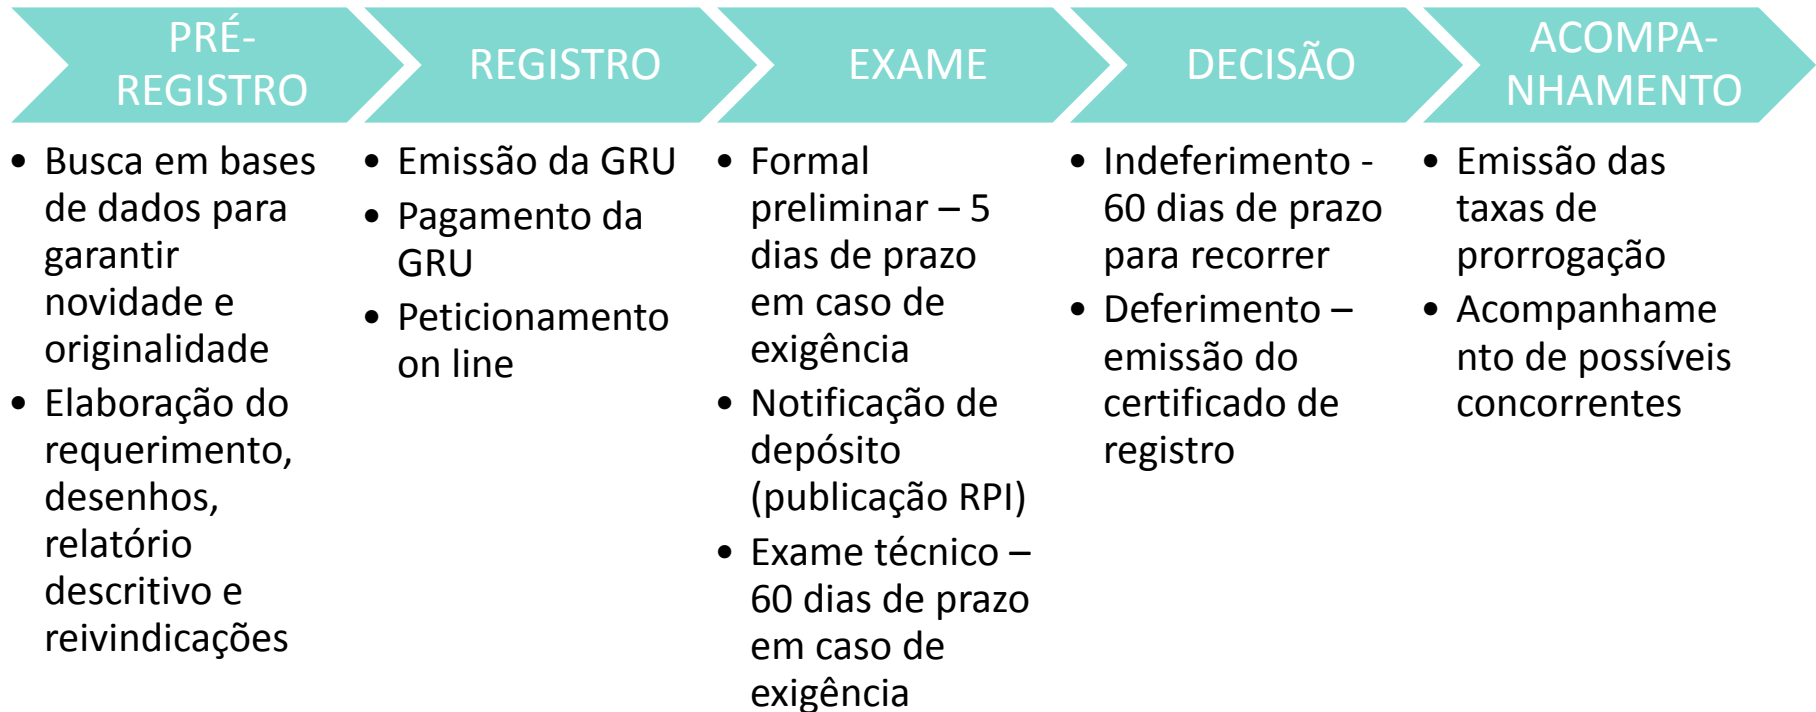 PRÉ-
REGISTRO
REGISTRO
EXAME
DECISÃO
ACOMPA-
NHAMENTO
• Busca em bases
de dados para
garantir
novidade e
originalidade
• Elaboração do
requerimento,
desenhos,
relatório
descritivo e
reivindicações
• Emissão da GRU
• Pagamento da
GRU
• Peticionamento
on line
• Formal
preliminar – 5
dias de prazo
em caso de
exigência
• Notificação de
depósito
(publicação RPI)
• Exame técnico –
60 dias de prazo
em caso de
exigência
• Indeferimento -
60 dias de prazo
para recorrer
• Deferimento –
emissão do
certificado de
registro
• Emissão das
taxas de
prorrogação
• Acompanhame
nto de possíveis
concorrentes